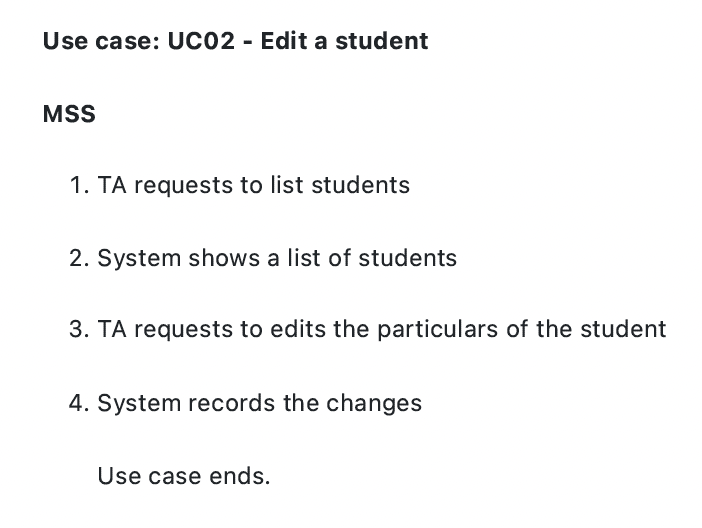 Use case: UC02 - Edit a student
MSS
1. TA requests to list students
2. System shows a list of students
3. TA requests to edits the particulars of the student
4. System records the changes
Use case ends.